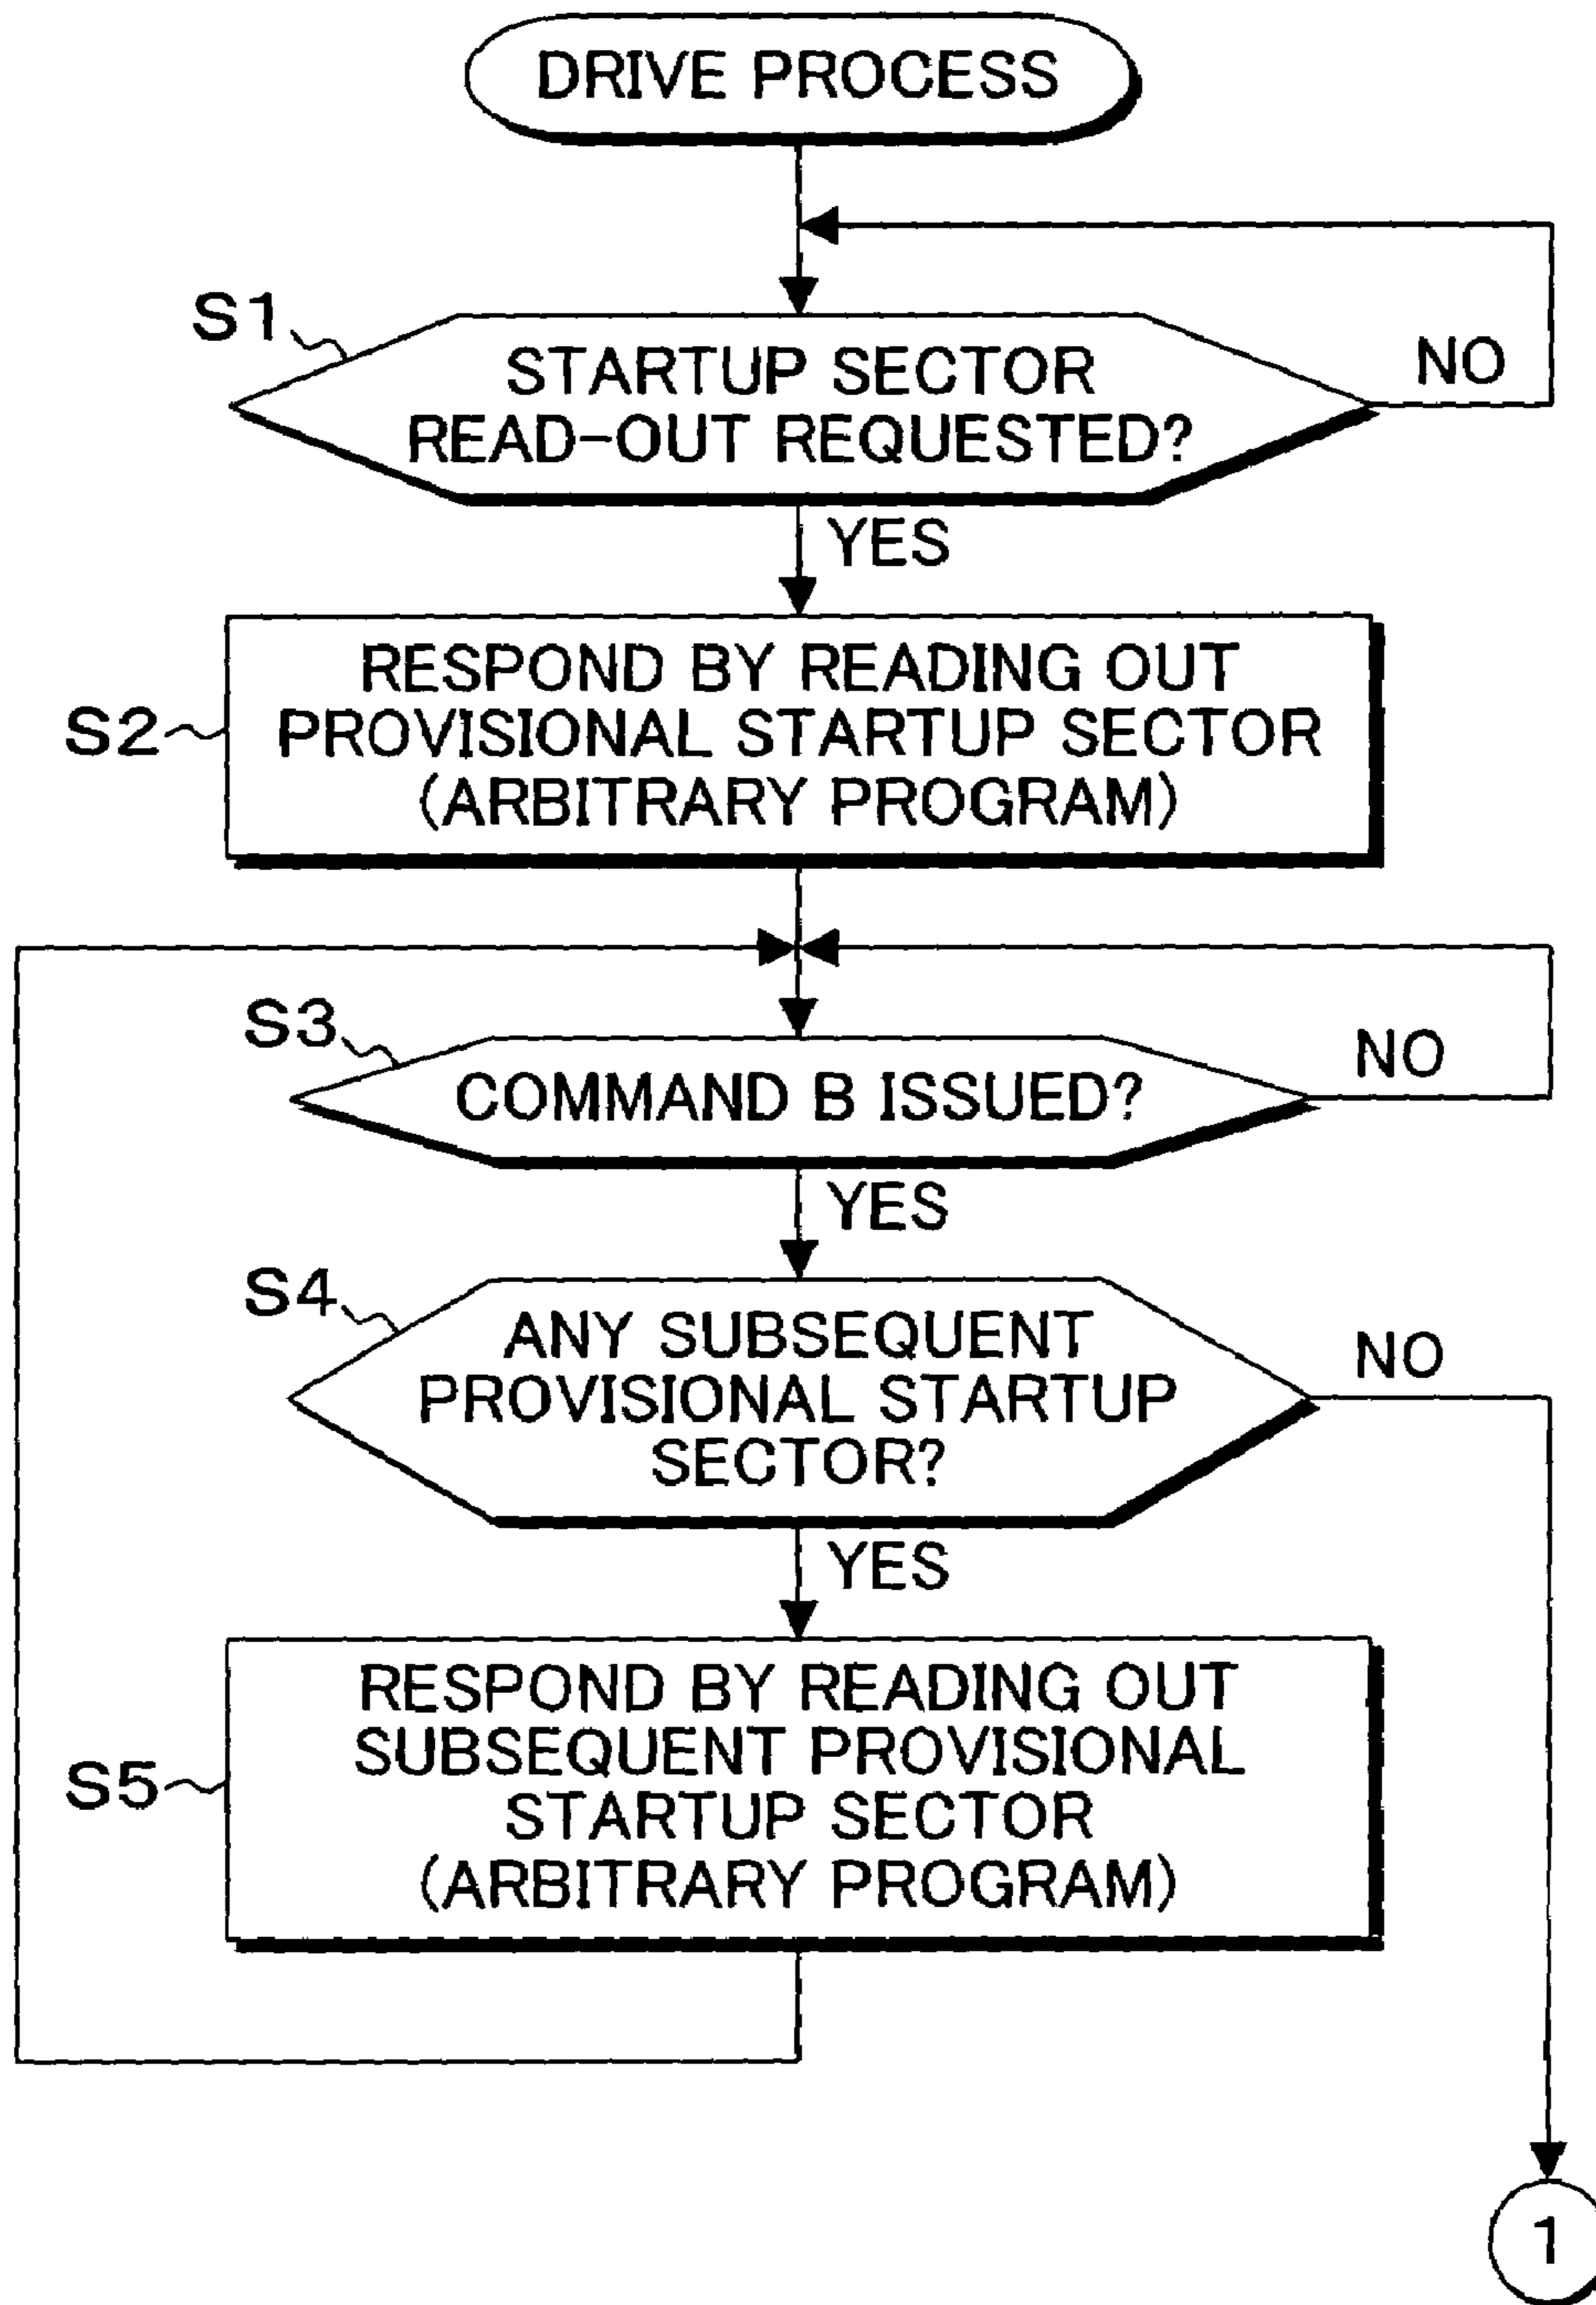 DRIVE PROCESS
S1
STARTUP SECTOR
READ-OUT REQUESTED?
NO
YES
S2
RESPOND BY READING OUT
PROVISIONAL STARTUP SECTOR
(ARBITRARY PROGRAM)
S3
COMMAND B ISSUED?
NO
YES
S4
ANY SUBSEQUENT
PROVISIONAL STARTUP
SECTOR?
NO
YES
S5
RESPOND BY READING OUT
SUBSEQUENT PROVISIONAL
STARTUP SECTOR
(ARBITRARY PROGRAM)
1